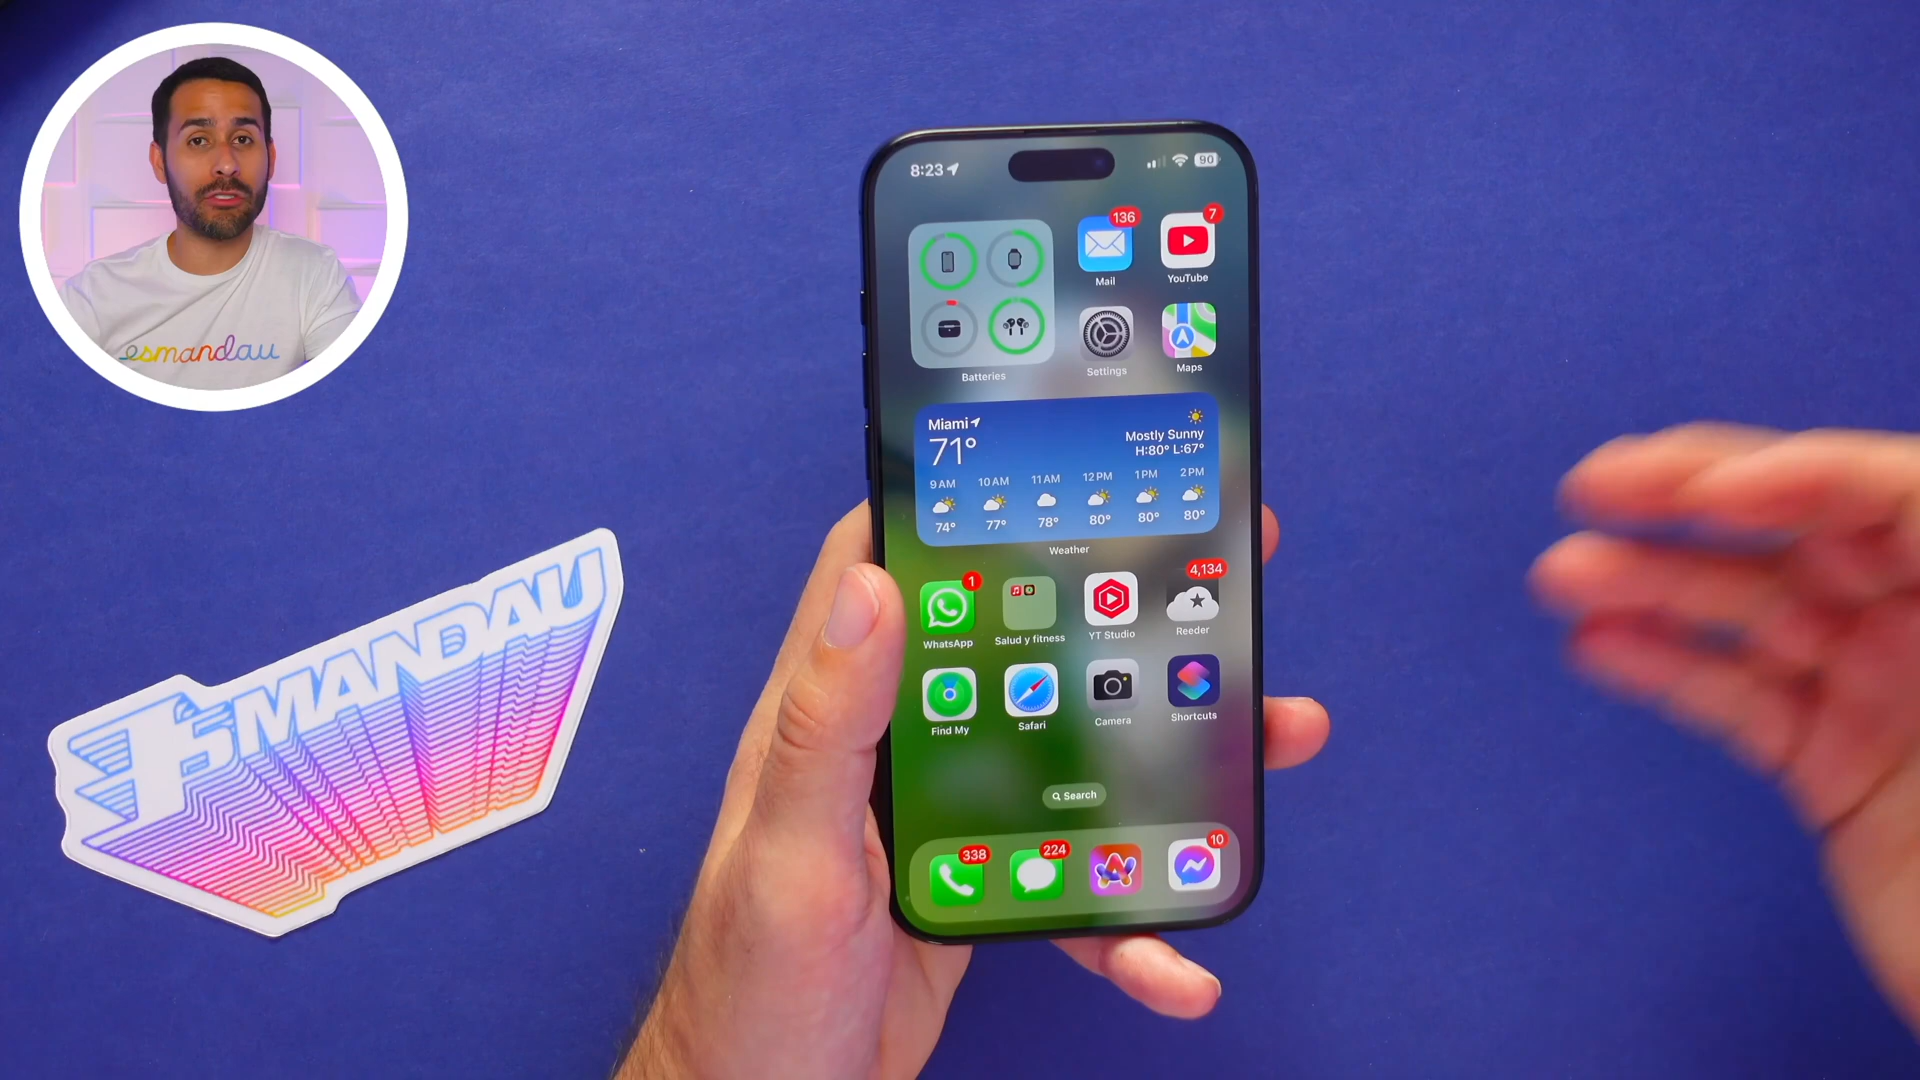 esmandau
ESMANDAU
8:23
90
136
Mail
7
YouTube
Batteries
Settings
Maps
Miami
71°
Mostly Sunny
H:80° L:67°
9 AM 10 AM 11 AM 12 PM 1 PM 2 PM
74° 77° 78° 80° 80° 80°
Weather
1
4,134
WhatsApp
Salud y fitness
YT Studio
Reeder
Find My
Safari
Camera
Shortcuts
Search
338
224
10